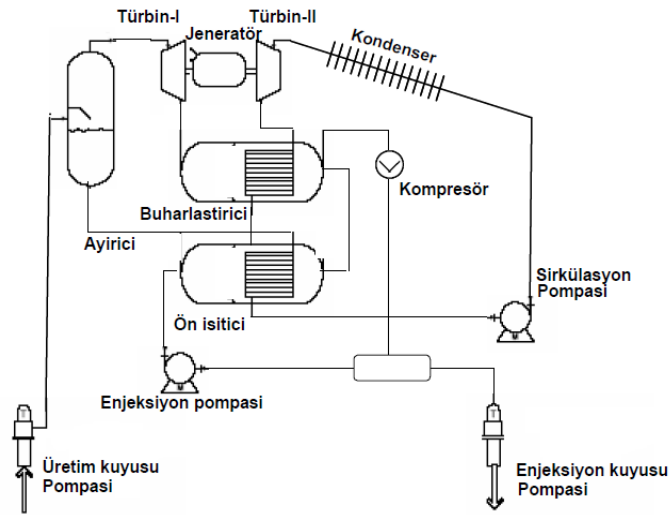 Türbin-I
Türbin-II
Jeneratör
Kondenser
Kompresör
Buharlastirici
Ayirici
Sirkülasyon
Pompasi
Ön isitici
Enjeksiyon pompasi
Üretim kuyusu
Pompasi
Enjeksiyon kuyusu
Pompasi